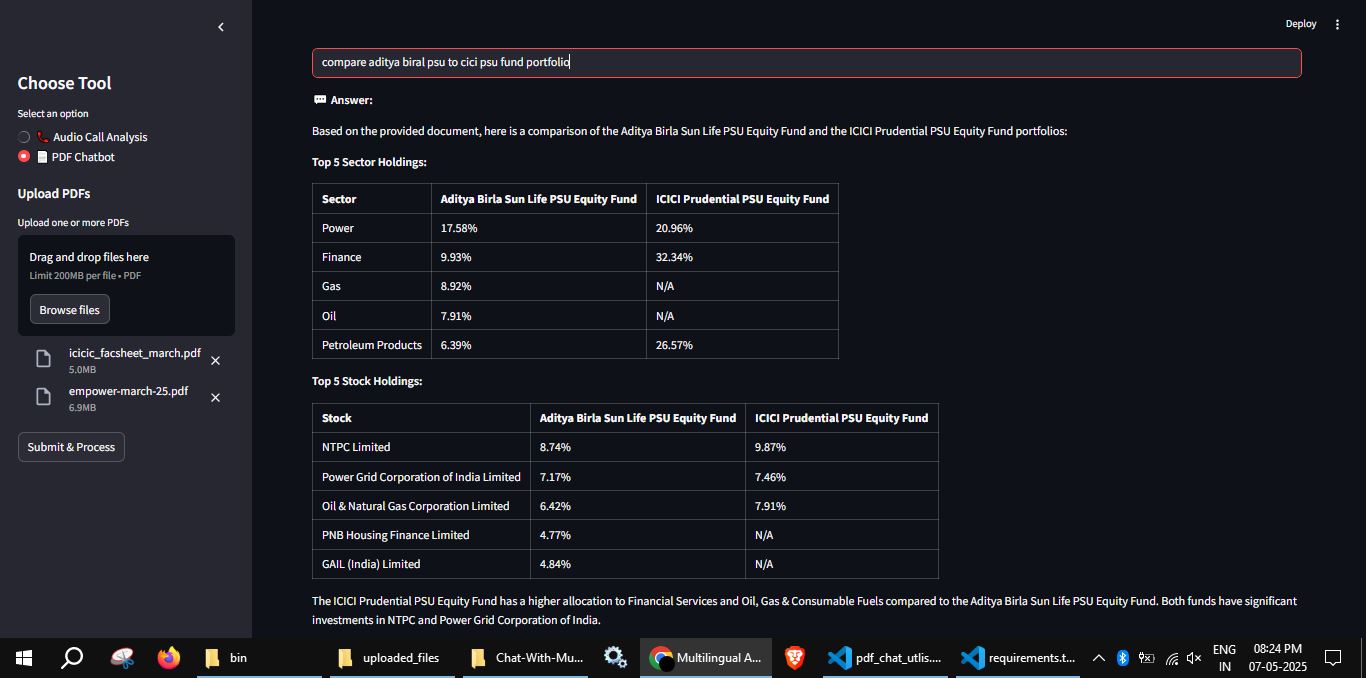 Deploy
compare aditya biral psu to cici psu fund portfolio
Choose Tool
Select an option
Audio Call Analysis
PDF Chatbot
Upload PDFs
Upload one or more PDFs
Drag and drop files here
Limit 200MB per file • PDF
Browse files
icicic_facsheet_march.pdf
5.0MB
empower-march-25.pdf
6.9MB
Submit & Process
Answer:
Based on the provided document, here is a comparison of the Aditya Birla Sun Life PSU Equity Fund and the ICICI Prudential PSU Equity Fund portfolios:
Top 5 Sector Holdings:
Sector Aditya Birla Sun Life PSU Equity Fund ICICI Prudential PSU Equity Fund
Power 17.58% 20.96%
Finance 9.93% 32.34%
Gas 8.92% N/A
Oil 7.91% N/A
Petroleum Products 6.39% 26.57%
Top 5 Stock Holdings:
Stock Aditya Birla Sun Life PSU Equity Fund ICICI Prudential PSU Equity Fund
NTPC Limited 8.74% 9.87%
Power Grid Corporation of India Limited 7.17% 7.46%
Oil & Natural Gas Corporation Limited 6.42% 7.91%
PNB Housing Finance Limited 4.77% N/A
GAIL (India) Limited 4.84% N/A
The ICICI Prudential PSU Equity Fund has a higher allocation to Financial Services and Oil, Gas & Consumable Fuels compared to the Aditya Birla Sun Life PSU Equity Fund. Both funds have significant
investments in NTPC and Power Grid Corporation of India.
bin
uploaded_files
Chat-With-Mu...
Multilingual A...
pdf_chat_utlis....
requirements.t...
ENG
IN
08:24 PM
07-05-2025